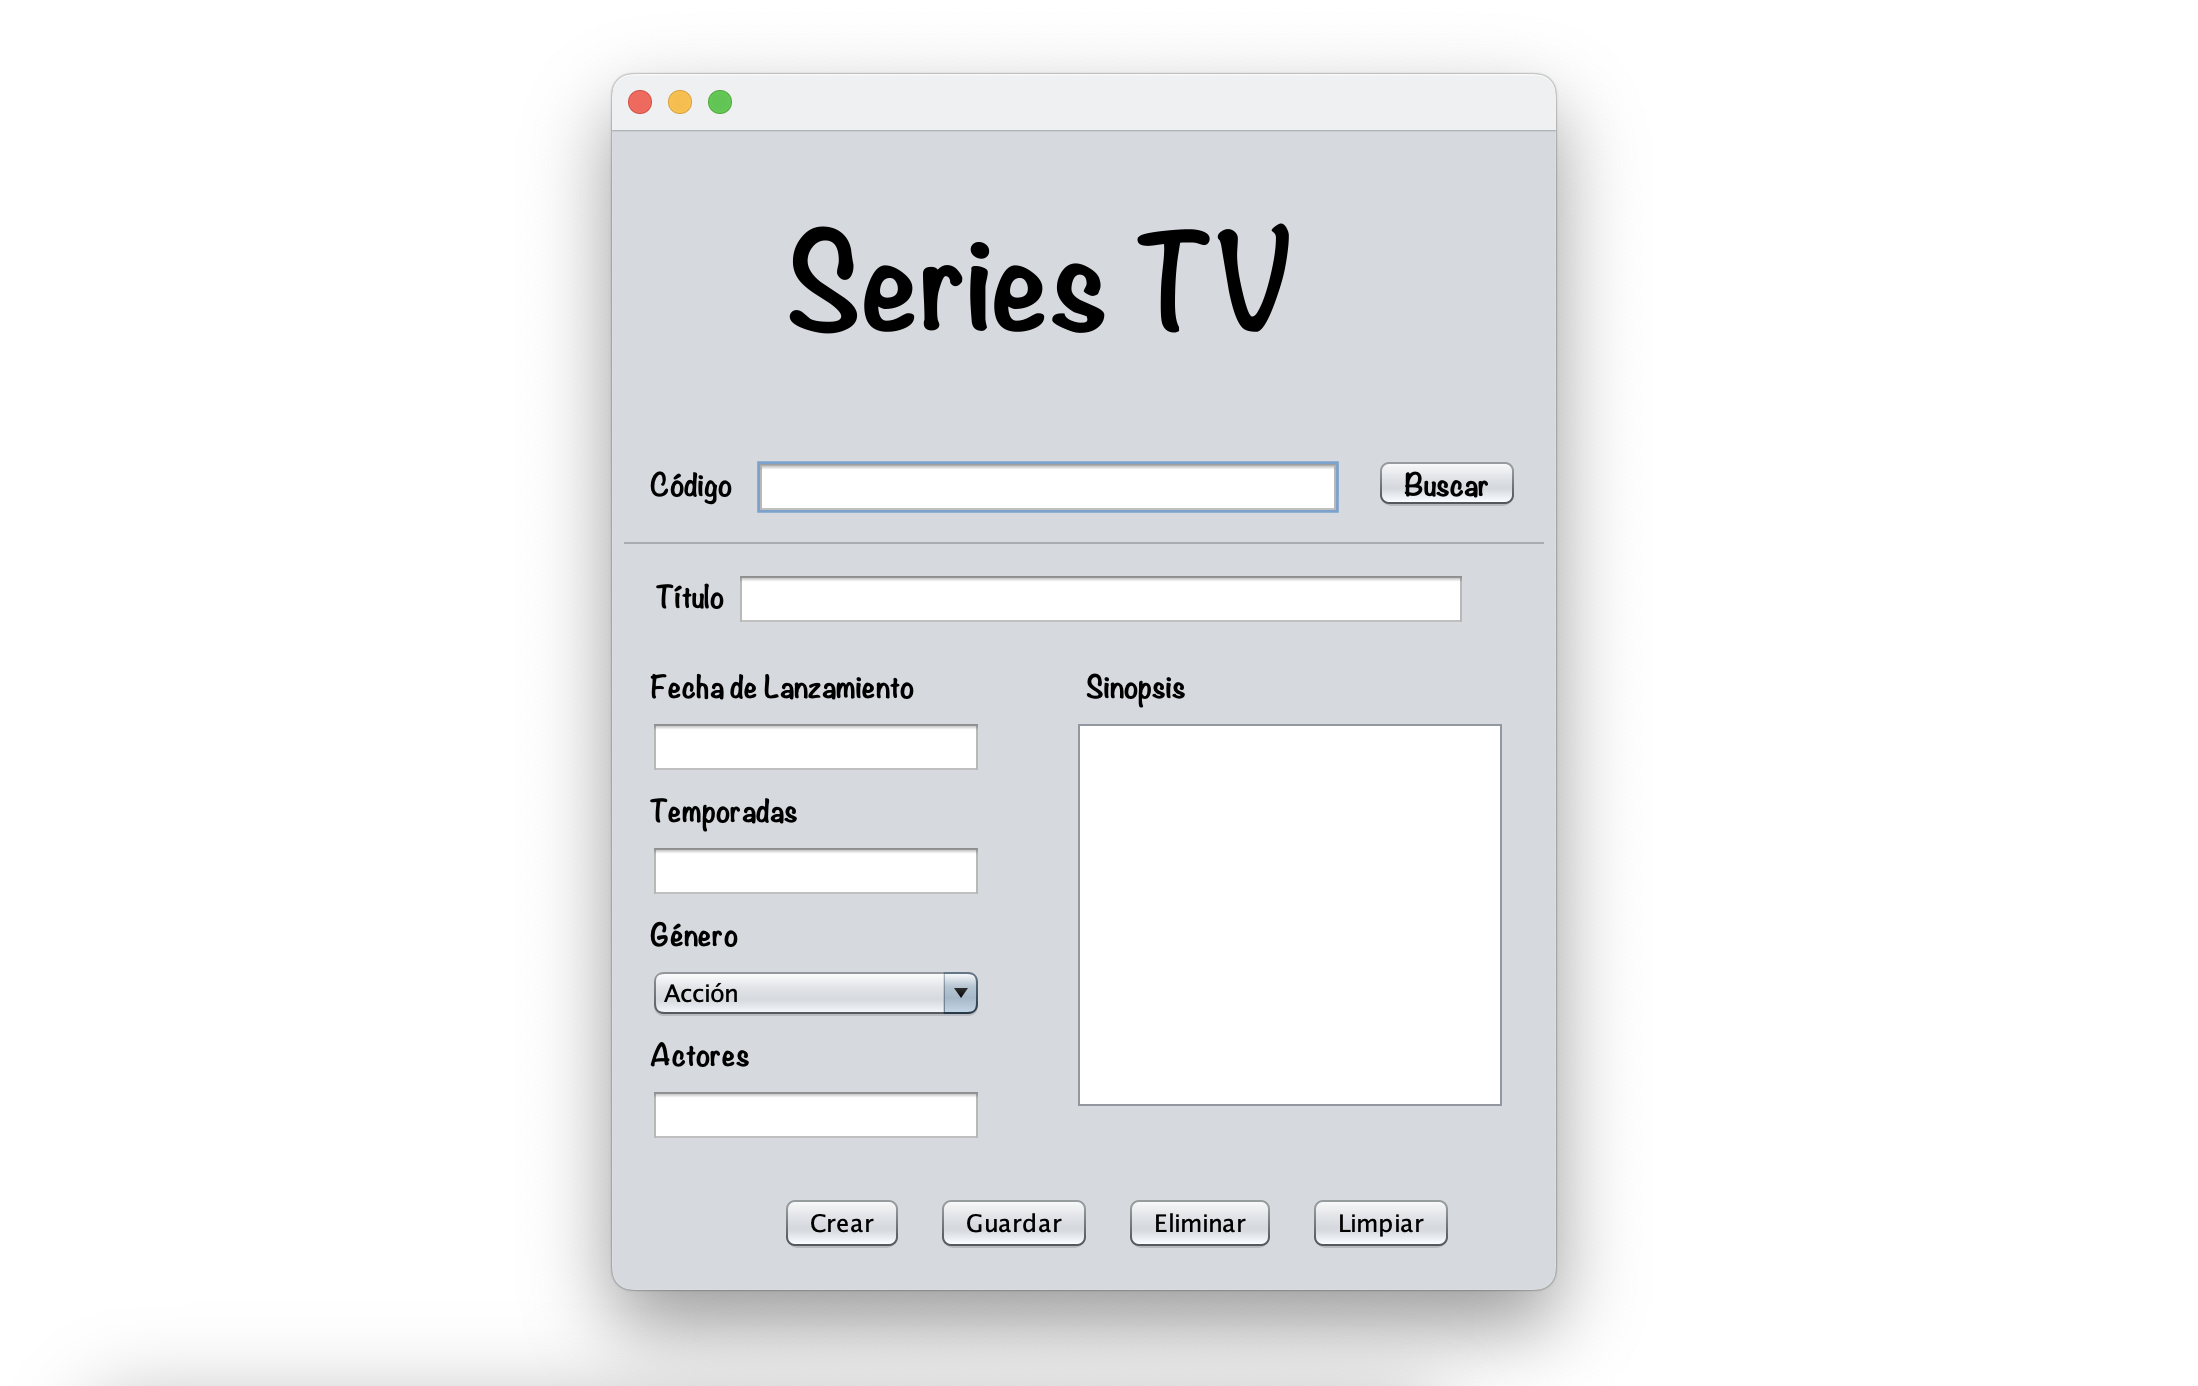 Series TV
Código
Buscar
Título
Fecha de Lanzamiento
Sinopsis
Temporadas
Género
Acción
Actores
Crear
Guardar
Eliminar
Limpiar